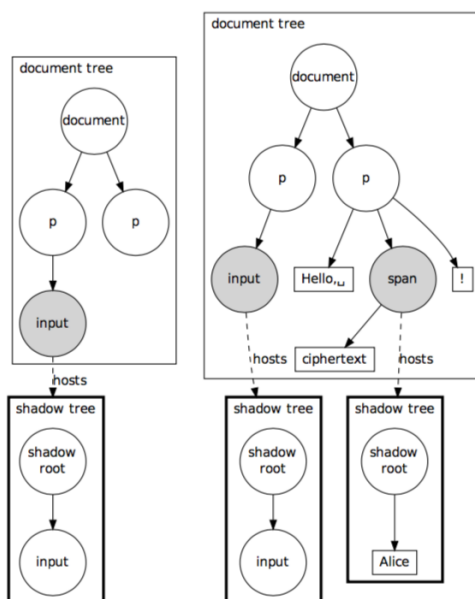 document tree
document
p
p
input
hosts
shadow tree
shadow
root
input
document tree
document
p
p
input
Hello,␣
span
!
ciphertext
hosts
hosts
shadow tree
shadow
root
input
shadow tree
shadow
root
Alice